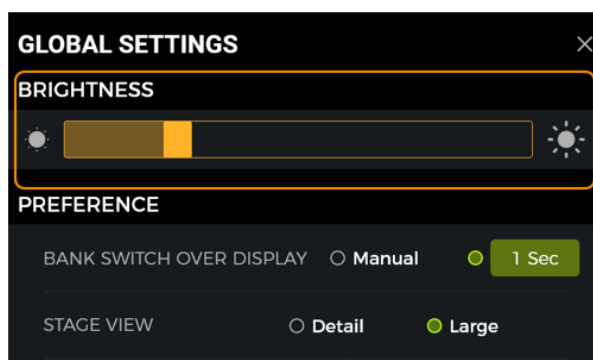 GLOBAL SETTINGS
BRIGHTNESS
PREFERENCE
BANK SWITCH OVER DISPLAY Manual 1 Sec
STAGE VIEW Detail Large